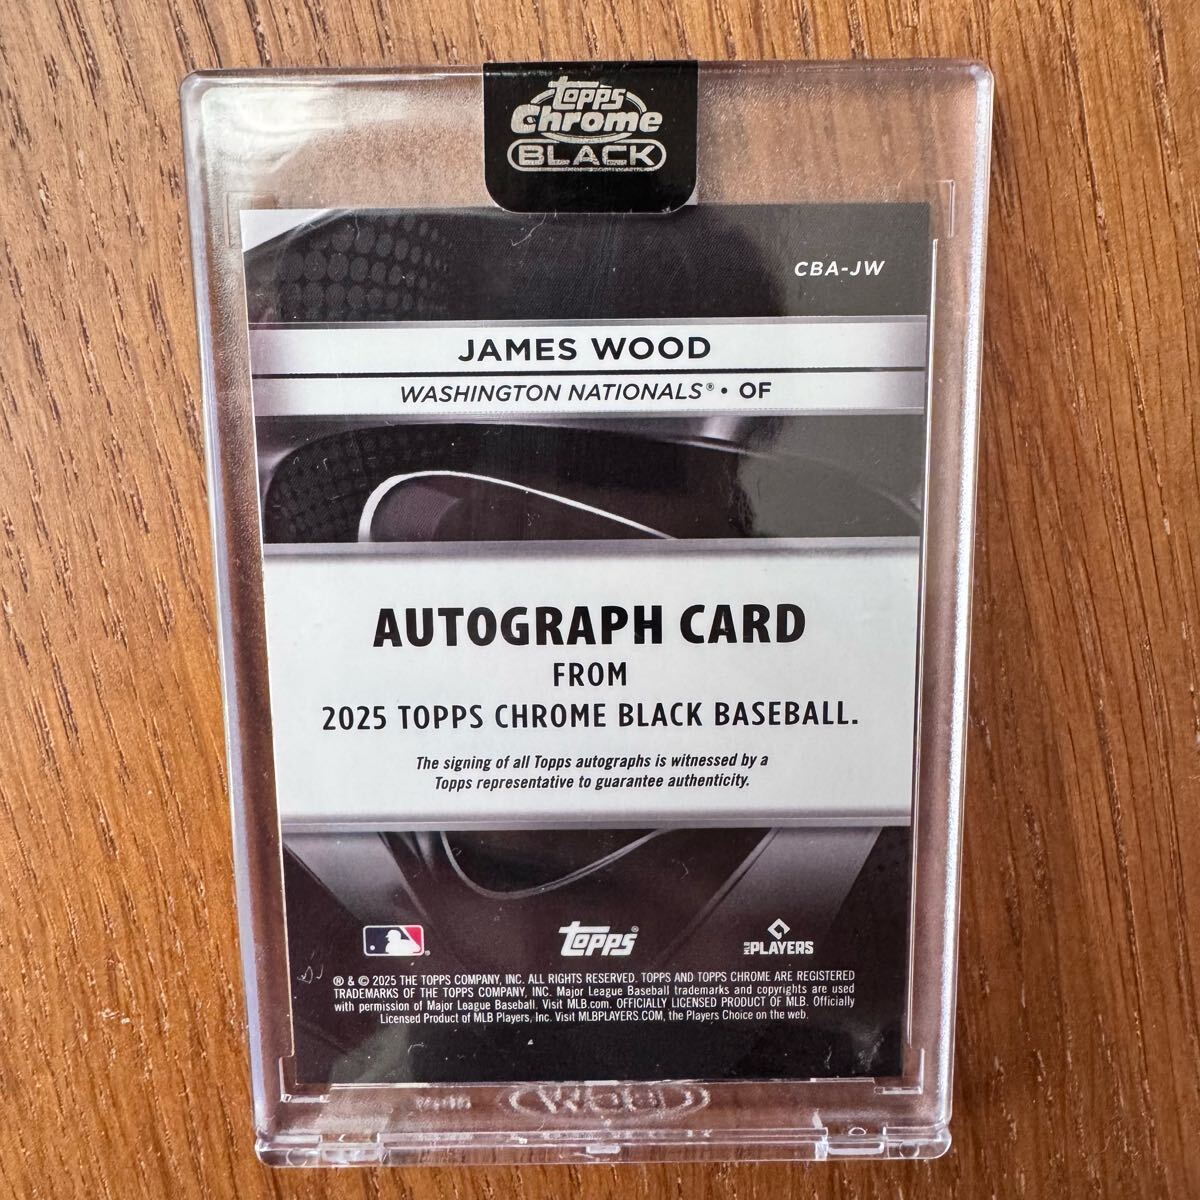 Topps
Chrome
BLACK
CBA-JW
JAMES WOOD
WASHINGTON NATIONALS® • OF
AUTOGRAPH CARD
FROM
2025 TOPPS CHROME BLACK BASEBALL.
The signing of all Topps autographs is witnessed by a
Topps representative to guarantee authenticity.
Topps®
MLB PLAYERS
® & © 2025 THE TOPPS COMPANY, INC. ALL RIGHTS RESERVED. TOPPS AND TOPPS CHROME ARE REGISTERED
TRADEMARKS OF THE TOPPS COMPANY, INC. Major League Baseball trademarks and copyrights are used
with permission of Major League Baseball. Visit MLB.com. OFFICIALLY LICENSED PRODUCT OF MLB. Officially
Licensed Product of MLB Players, Inc. Visit MLBPLAYERS.COM, the Players Choice on the web.